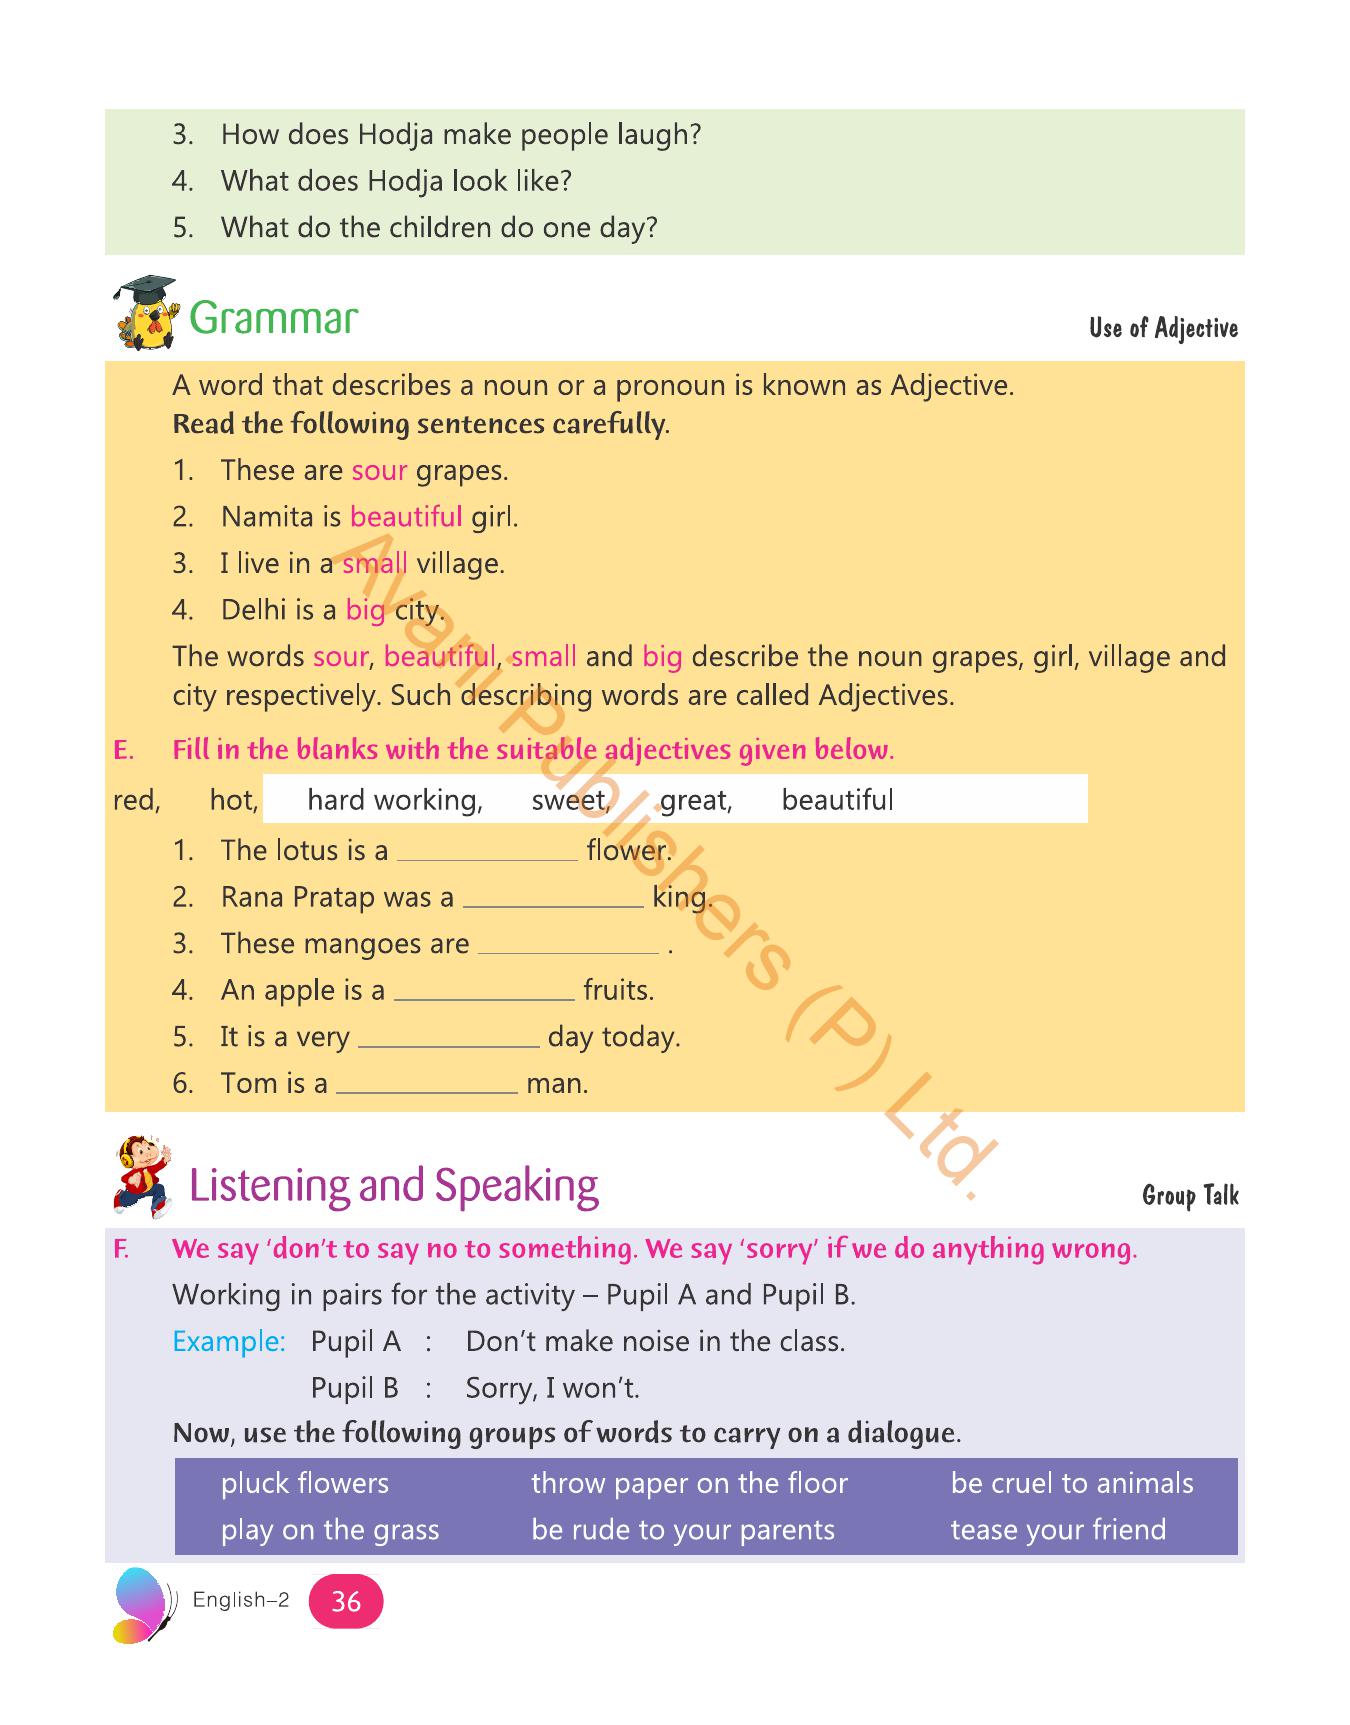 3. How does Hodja make people laugh?
4. What does Hodja look like?
5. What do the children do one day?
Grammar
Use of Adjective
A word that describes a noun or a pronoun is known as Adjective.
Read the following sentences carefully.
1. These are sour grapes.
2. Namita is beautiful girl.
3. I live in a small village.
4. Delhi is a big city.
The words sour, beautiful, small and big describe the noun grapes, girl, village and
city respectively. Such describing words are called Adjectives.
E. Fill in the blanks with the suitable adjectives given below.
red, hot, hard working, sweet, great, beautiful
1. The lotus is a ____________ flower.
2. Rana Pratap was a ____________ king.
3. These mangoes are ____________ .
4. An apple is a ____________ fruits.
5. It is a very ____________ day today.
6. Tom is a ____________ man.
Avani Publishers (P) Ltd.
Listening and Speaking
Group Talk
F. We say ‘don’t to say no to something. We say ‘sorry’ if we do anything wrong.
Working in pairs for the activity – Pupil A and Pupil B.
Example: Pupil A : Don’t make noise in the class.
Pupil B : Sorry, I won’t.
Now, use the following groups of words to carry on a dialogue.
pluck flowers throw paper on the floor be cruel to animals
play on the grass be rude to your parents tease your friend
English–2 36